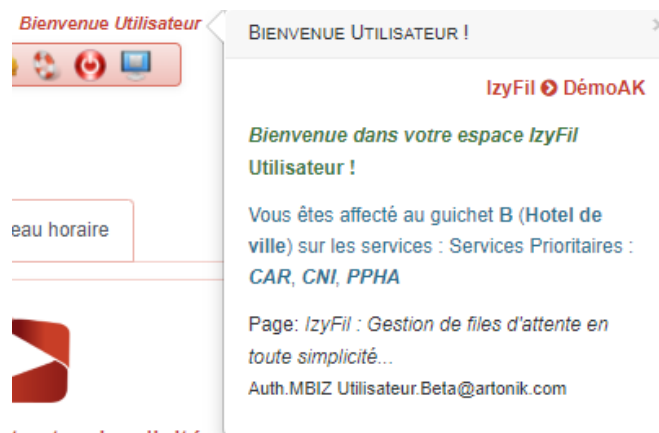 Bienvenue Utilisateur
BIENVENUE UTILISATEUR !
IzyFil DémoAK
Bienvenue dans votre espace IzyFil
Utilisateur !
Vous êtes affecté au guichet B (Hotel de
ville) sur les services : Services Prioritaires :
CAR, CNI, PPHA
eau horaire
Page: IzyFil : Gestion de files d'attente en
toute simplicité...
Auth.MBIZ Utilisateur.Beta@artonik.com